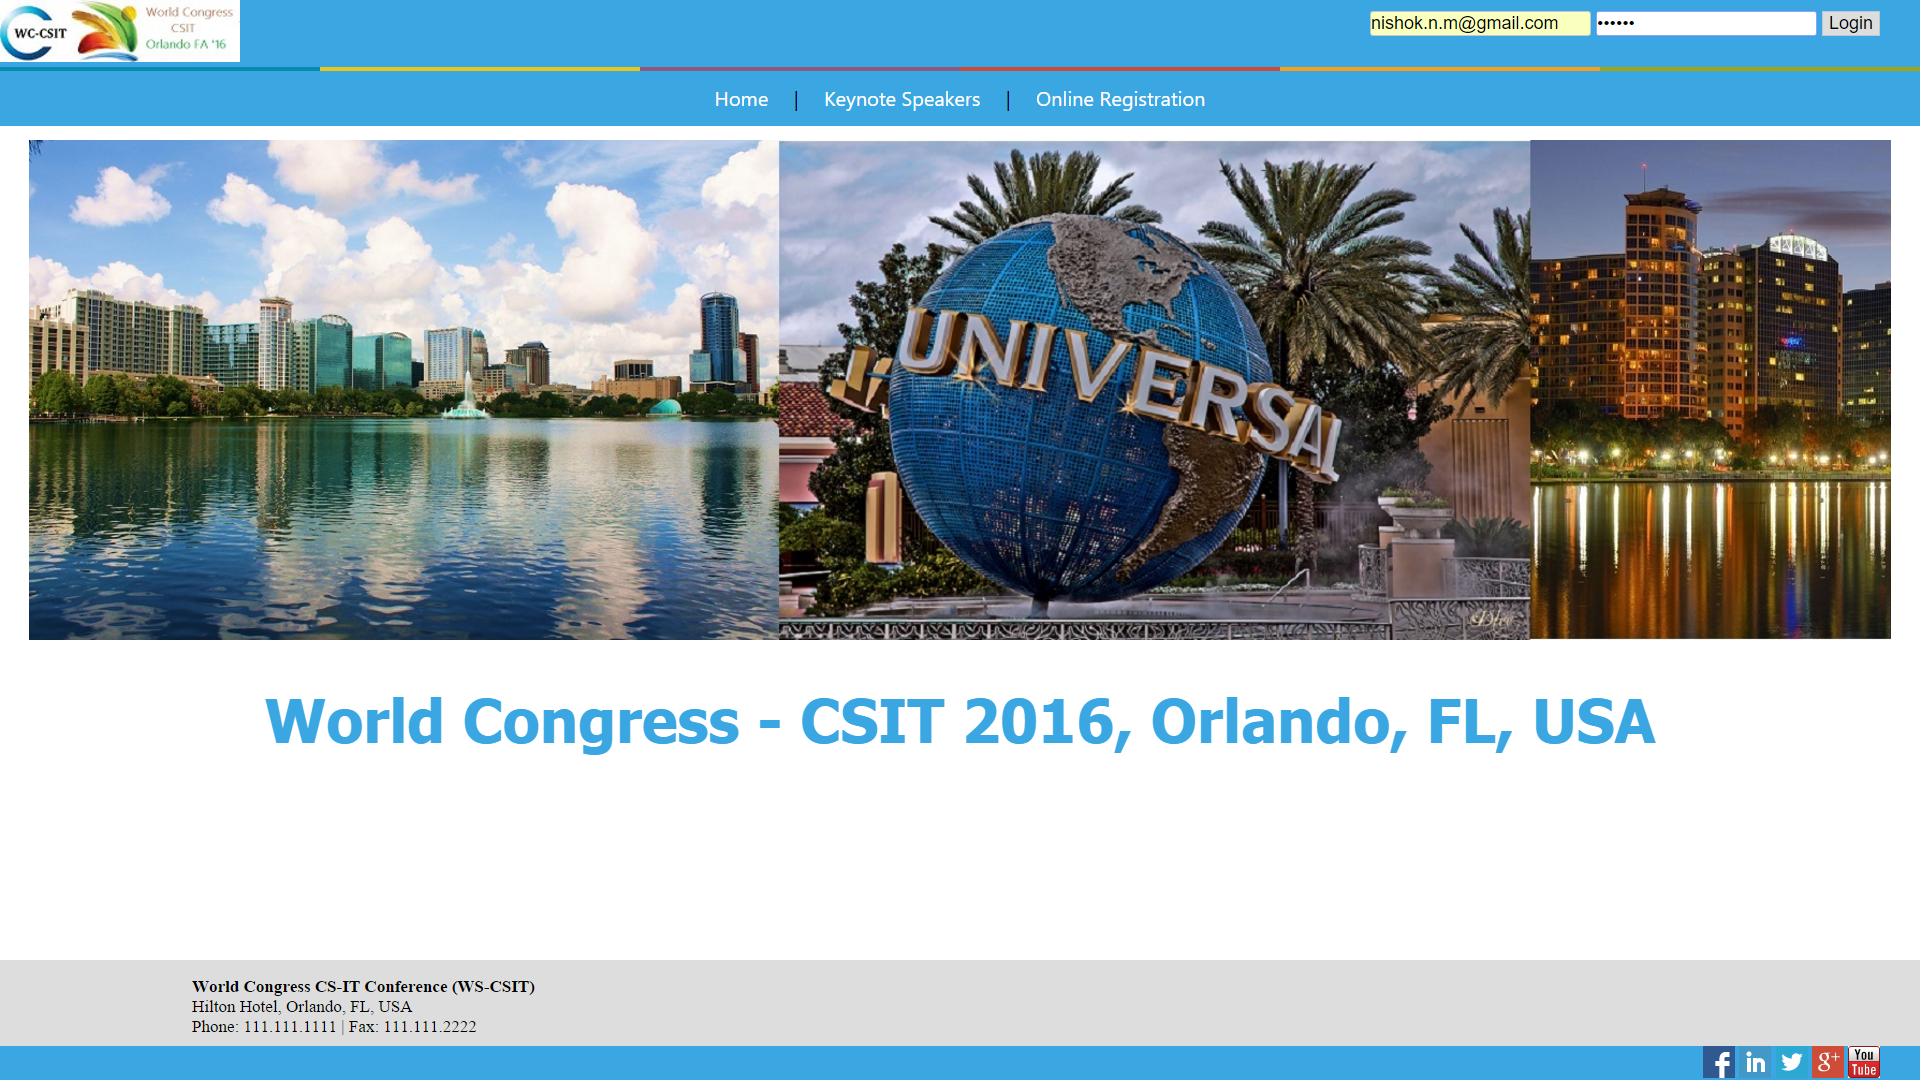 WC-CSIT
World Congress
CSIT
Orlando FA '16
nishok.n.m@gmail.com
•••••• Login
Home | Keynote Speakers | Online Registration
UNIVERSAL
World Congress - CSIT 2016, Orlando, FL, USA
World Congress CS-IT Conference (WS-CSIT)
Hilton Hotel, Orlando, FL, USA
Phone: 111.111.1111 | Fax: 111.111.2222
f in g+ You
Tube